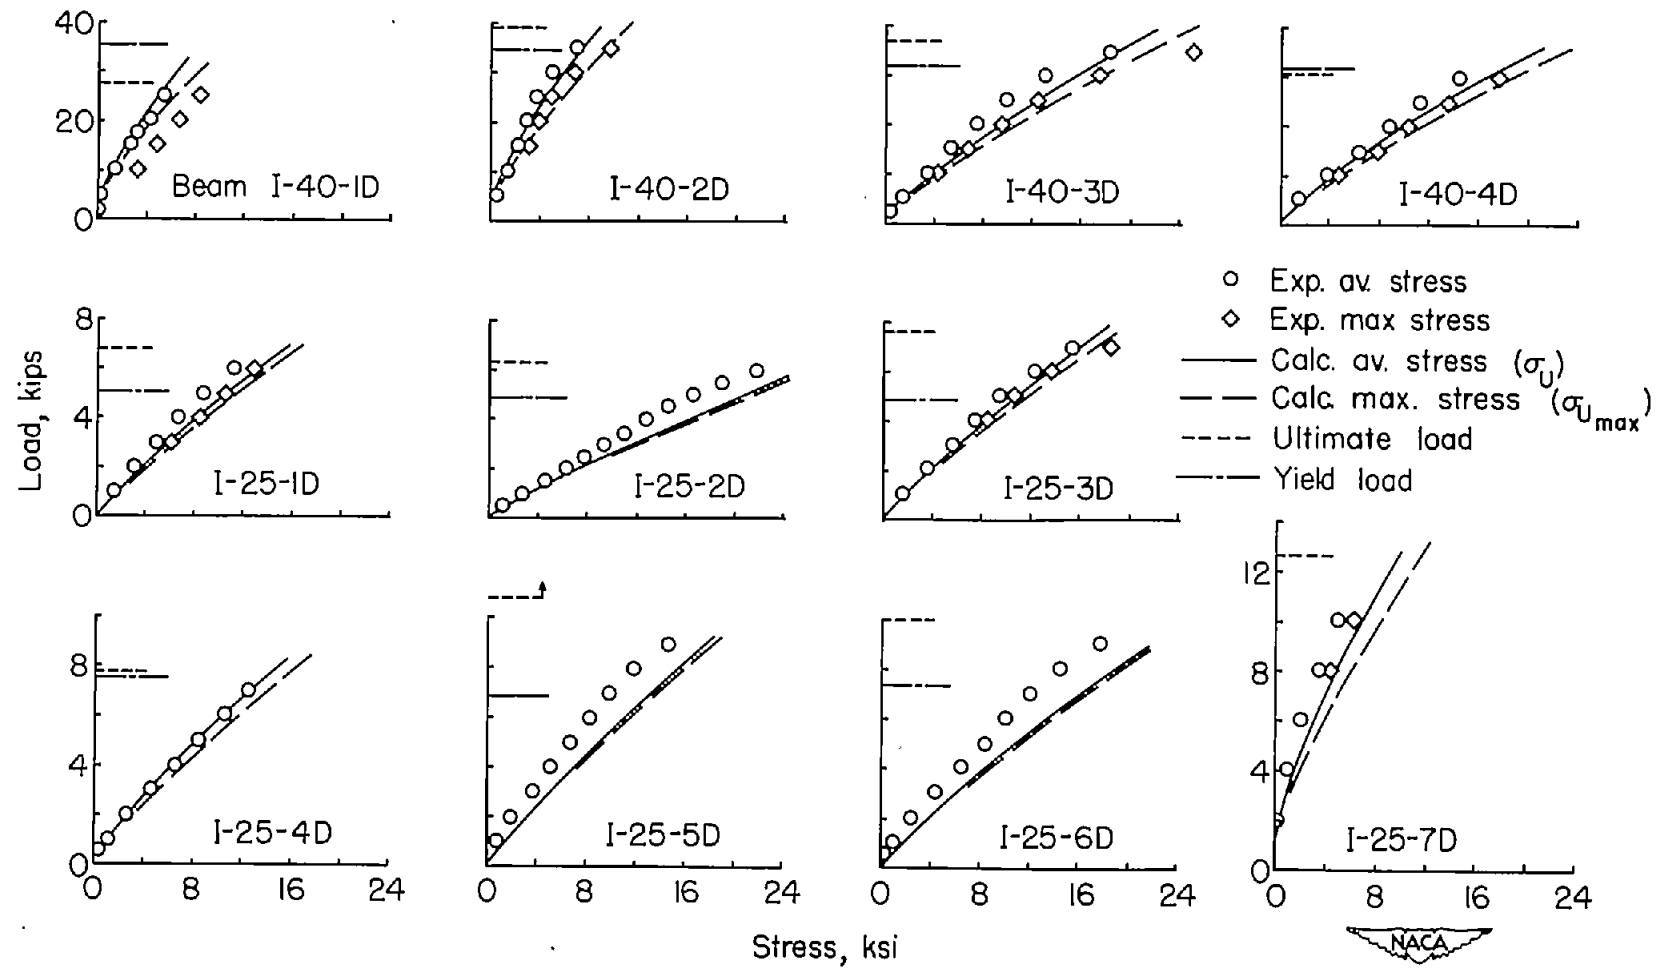 40
20
0
Beam I-40-1D
I-40-2D
I-40-3D
I-40-4D
Load, kips
8
4
0
I-25-1D
I-25-2D
I-25-3D
Exp. av. stress
Exp. max stress
Calc. av. stress (σU)
Calc. max. stress (σUmax)
Ultimate load
Yield load
8
4
0
I-25-4D
I-25-5D
I-25-6D
12
8
4
0
I-25-7D
0 8 16 24
0 8 16
0 8 16 24
0 8 16 24
Stress, ksi
NACA